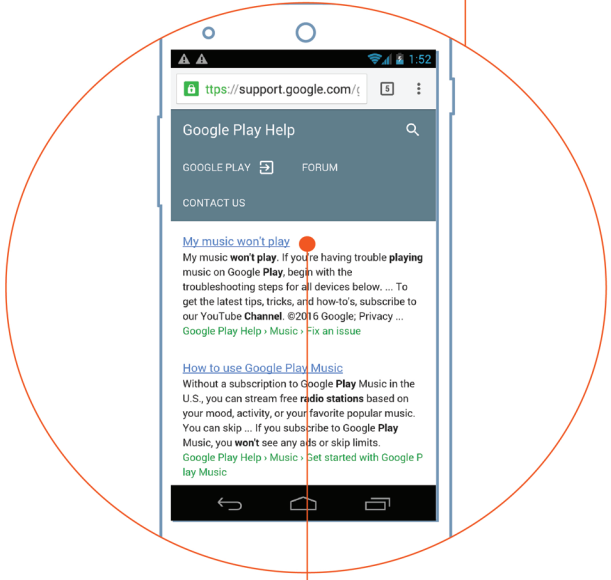 1:52
ttps://support.google.com/g
5
Google Play Help
GOOGLE PLAY FORUM
CONTACT US
My music won't play
My music won't play. If you're having trouble playing
music on Google Play, begin with the
troubleshooting steps for all devices below. ... To
get the latest tips, tricks, and how-to's, subscribe to
our YouTube Channel. ©2016 Google; Privacy ...
Google Play Help › Music › Fix an issue
How to use Google Play Music
Without a subscription to Google Play Music in the
U.S., you can stream free radio stations based on
your mood, activity, or your favorite popular music.
You can skip ... If you subscribe to Google Play
Music, you won't see any ads or skip limits.
Google Play Help › Music › Get started with Google P
lay Music